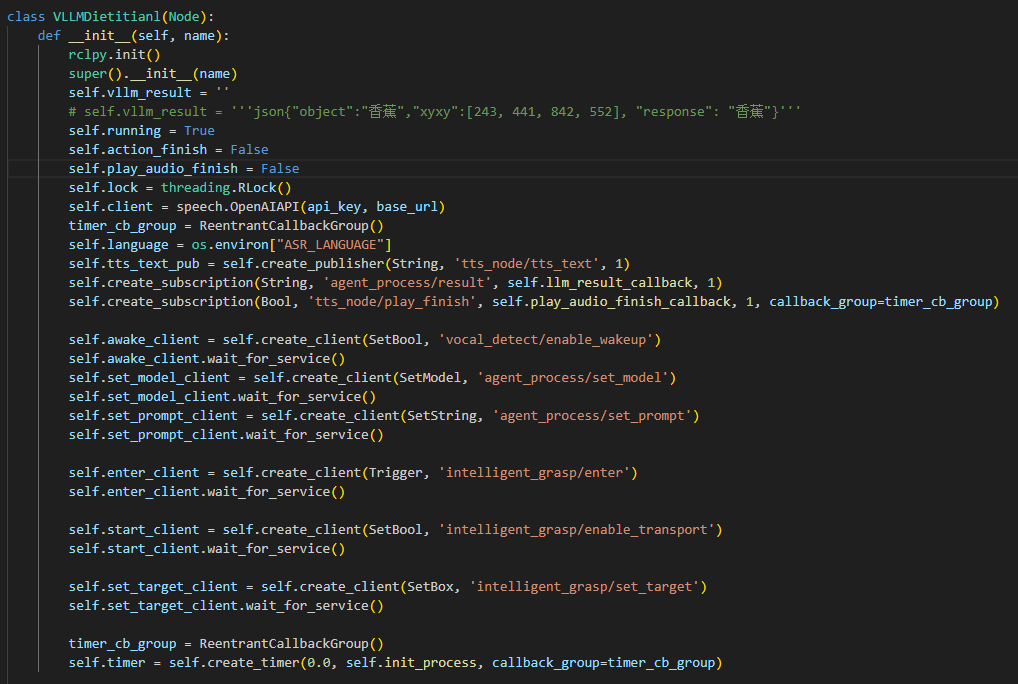 class VLLMDietitianl(Node):
    def __init__(self, name):
        rclpy.init()
        super().__init__(name)
        self.vllm_result = ''
        # self.vllm_result = '''json{"object":"香蕉","xyxy":[243, 441, 842, 552], "response": "香蕉"}'''
        self.running = True
        self.action_finish = False
        self.play_audio_finish = False
        self.lock = threading.RLock()
        self.client = speech.OpenAIAPI(api_key, base_url)
        timer_cb_group = ReentrantCallbackGroup()
        self.language = os.environ["ASR_LANGUAGE"]
        self.tts_text_pub = self.create_publisher(String, 'tts_node/tts_text', 1)
        self.create_subscription(String, 'agent_process/result', self.llm_result_callback, 1)
        self.create_subscription(Bool, 'tts_node/play_finish', self.play_audio_finish_callback, 1, callback_group=timer_cb_group)

        self.awake_client = self.create_client(SetBool, 'vocal_detect/enable_wakeup')
        self.awake_client.wait_for_service()
        self.set_model_client = self.create_client(SetModel, 'agent_process/set_model')
        self.set_model_client.wait_for_service()
        self.set_prompt_client = self.create_client(SetString, 'agent_process/set_prompt')
        self.set_prompt_client.wait_for_service()

        self.enter_client = self.create_client(Trigger, 'intelligent_grasp/enter')
        self.enter_client.wait_for_service()

        self.start_client = self.create_client(SetBool, 'intelligent_grasp/enable_transport')
        self.start_client.wait_for_service()

        self.set_target_client = self.create_client(SetBox, 'intelligent_grasp/set_target')
        self.set_target_client.wait_for_service()

        timer_cb_group = ReentrantCallbackGroup()
        self.timer = self.create_timer(0.0, self.init_process, callback_group=timer_cb_group)